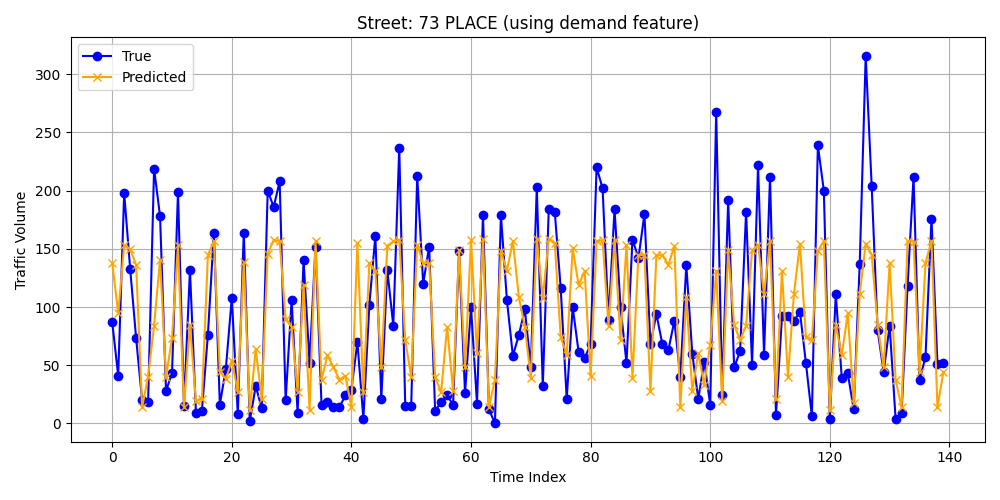 Street: 73 PLACE (using demand feature)
True
Predicted
Traffic Volume
300
250
200
150
100
50
0
0 20 40 60 80 100 120 140
Time Index